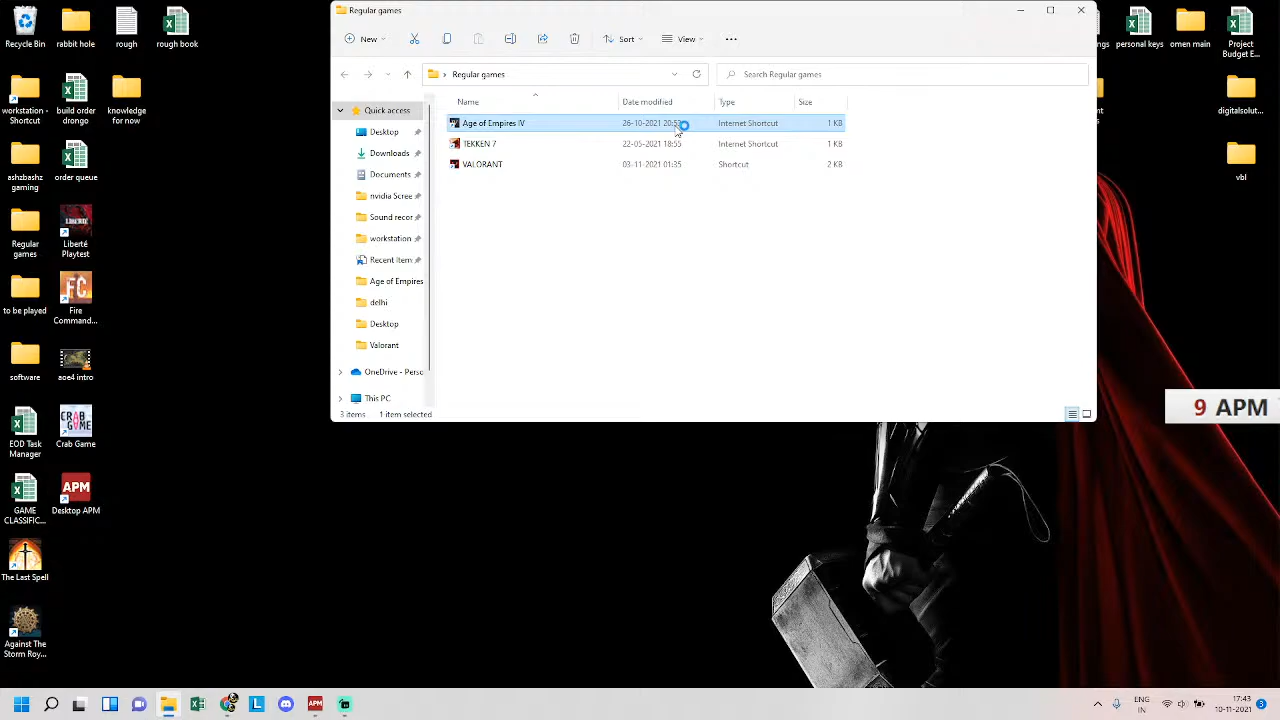 Recycle Bin
rabbit hole
rough
rough book
workstation - Shortcut
build order drongo
knowledge for now
ashzbashz gaming
order queue
Regular games
Liberté Playtest
to be played
FC
Fire Command...
software
aoe4 intro
EOD Task Manager
CRAB GAME
Crab Game
GAME CLASSIFIC...
APM
Desktop APM
The Last Spell
Against The Storm Roy...
Regular games
New
Sort
View
Regular games
Search Regular games
Name
Date modified
Type
Size
Age of Empires IV
26-10-2021 20:53
Internet Shortcut
1 KB
TEKKEN 7
22-05-2021 18:55
Internet Shortcut
1 KB
VALORANT
03-11-2021 01:35
Shortcut
2 KB
Quick access
Desktop
Downloads
Documents
nvidia Scree
Sound recor
workstation
Recent Item
Age of Empires
delhi
Desktop
Valorant
OneDrive - Perso
This PC
3 items
1 item selected
ngs
personal keys
omen main
Project Budget E...
digitalsolut...
vbl
9 APM
L
APM
ENG
IN
17:43
10-11-2021
3